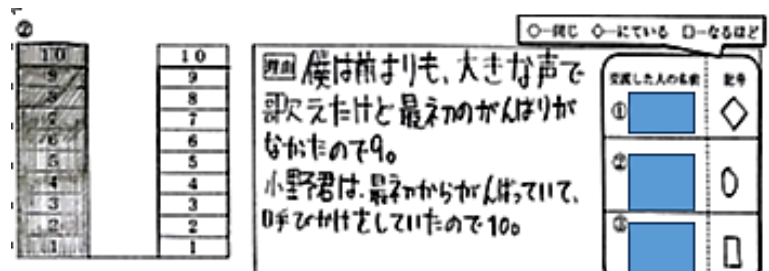 ②
○―同じ ◇―にている □―なるほど
10 10
9 9
8 8
7 7
6 6
5 5
4 4
3 3
2 2
1 1
理由 僕は前よりも、大きな声で
歌えたけど最初のがんばりが
なかたので9。
小野君は、最初からがんばっていて、
呼びかけをしていたので10。
交流した人の名前 記号
① ◇
② ○
③ □